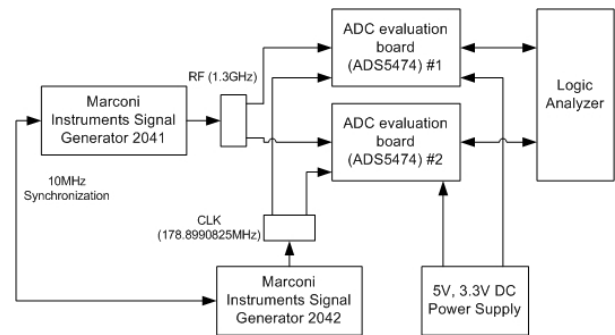 ADC evaluation
board
(ADS5474) #1
RF (1.3GHz)
Logic
Analyzer
Marconi
Instruments Signal
Generator 2041
ADC evaluation
board
(ADS5474) #2
10MHz
Synchronization
CLK
(178.8990825MHz)
Marconi
Instruments Signal
Generator 2042
5V, 3.3V DC
Power Supply